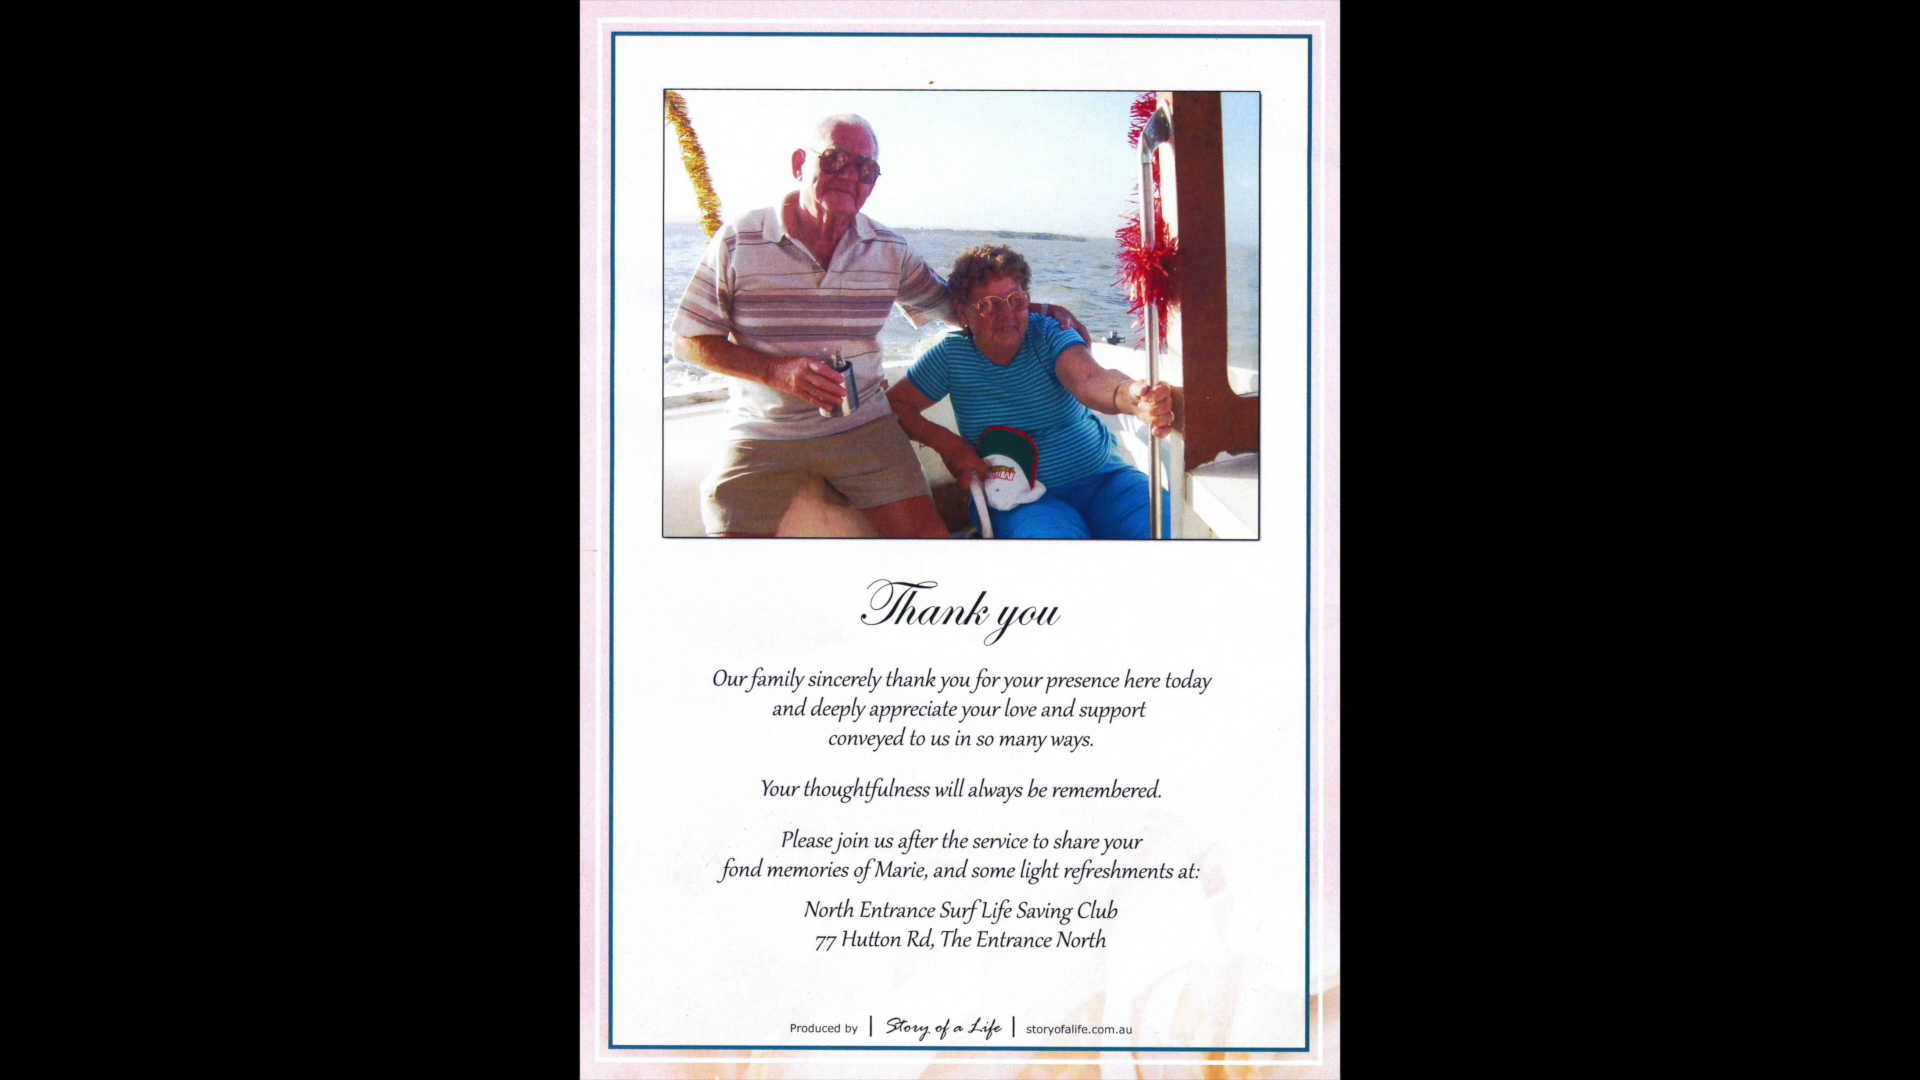 Thank you
Our family sincerely thank you for your presence here today
and deeply appreciate your love and support
conveyed to us in so many ways.
Your thoughtfulness will always be remembered.
Please join us after the service to share your
fond memories of Marie, and some light refreshments at:
North Entrance Surf Life Saving Club
77 Hutton Rd, The Entrance North
Produced by | Story of a Life | storyofalife.com.au